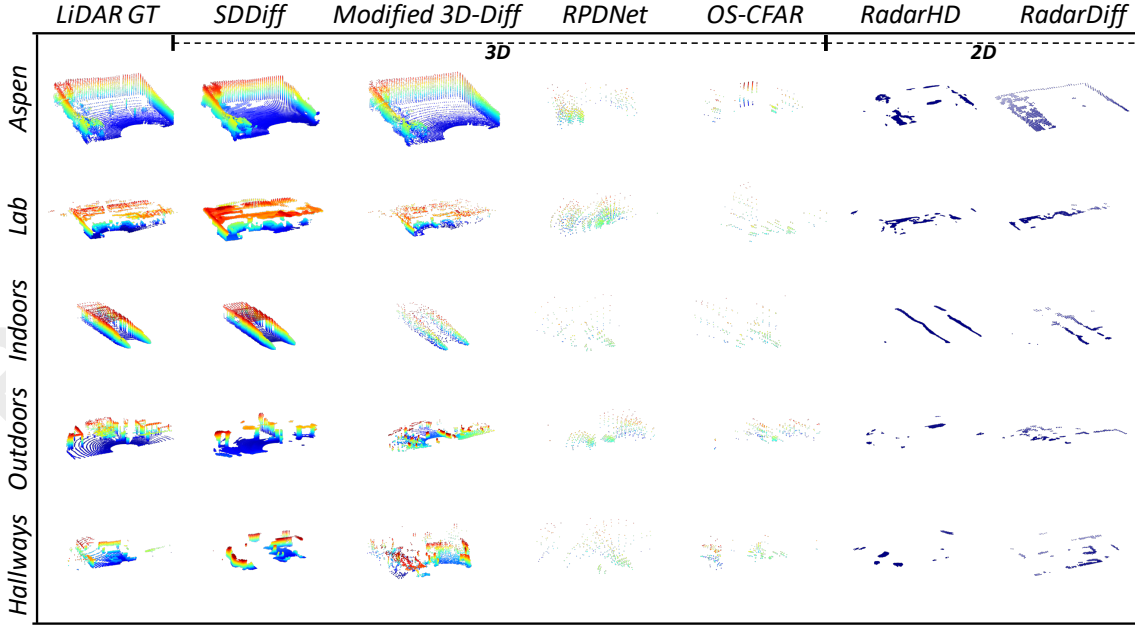 LiDAR GT SDDiff Modified 3D-Diff RPDNet OS-CFAR RadarHD RadarDiff
3D 2D
Aspen
Lab
Indoors
Outdoors
Hallways